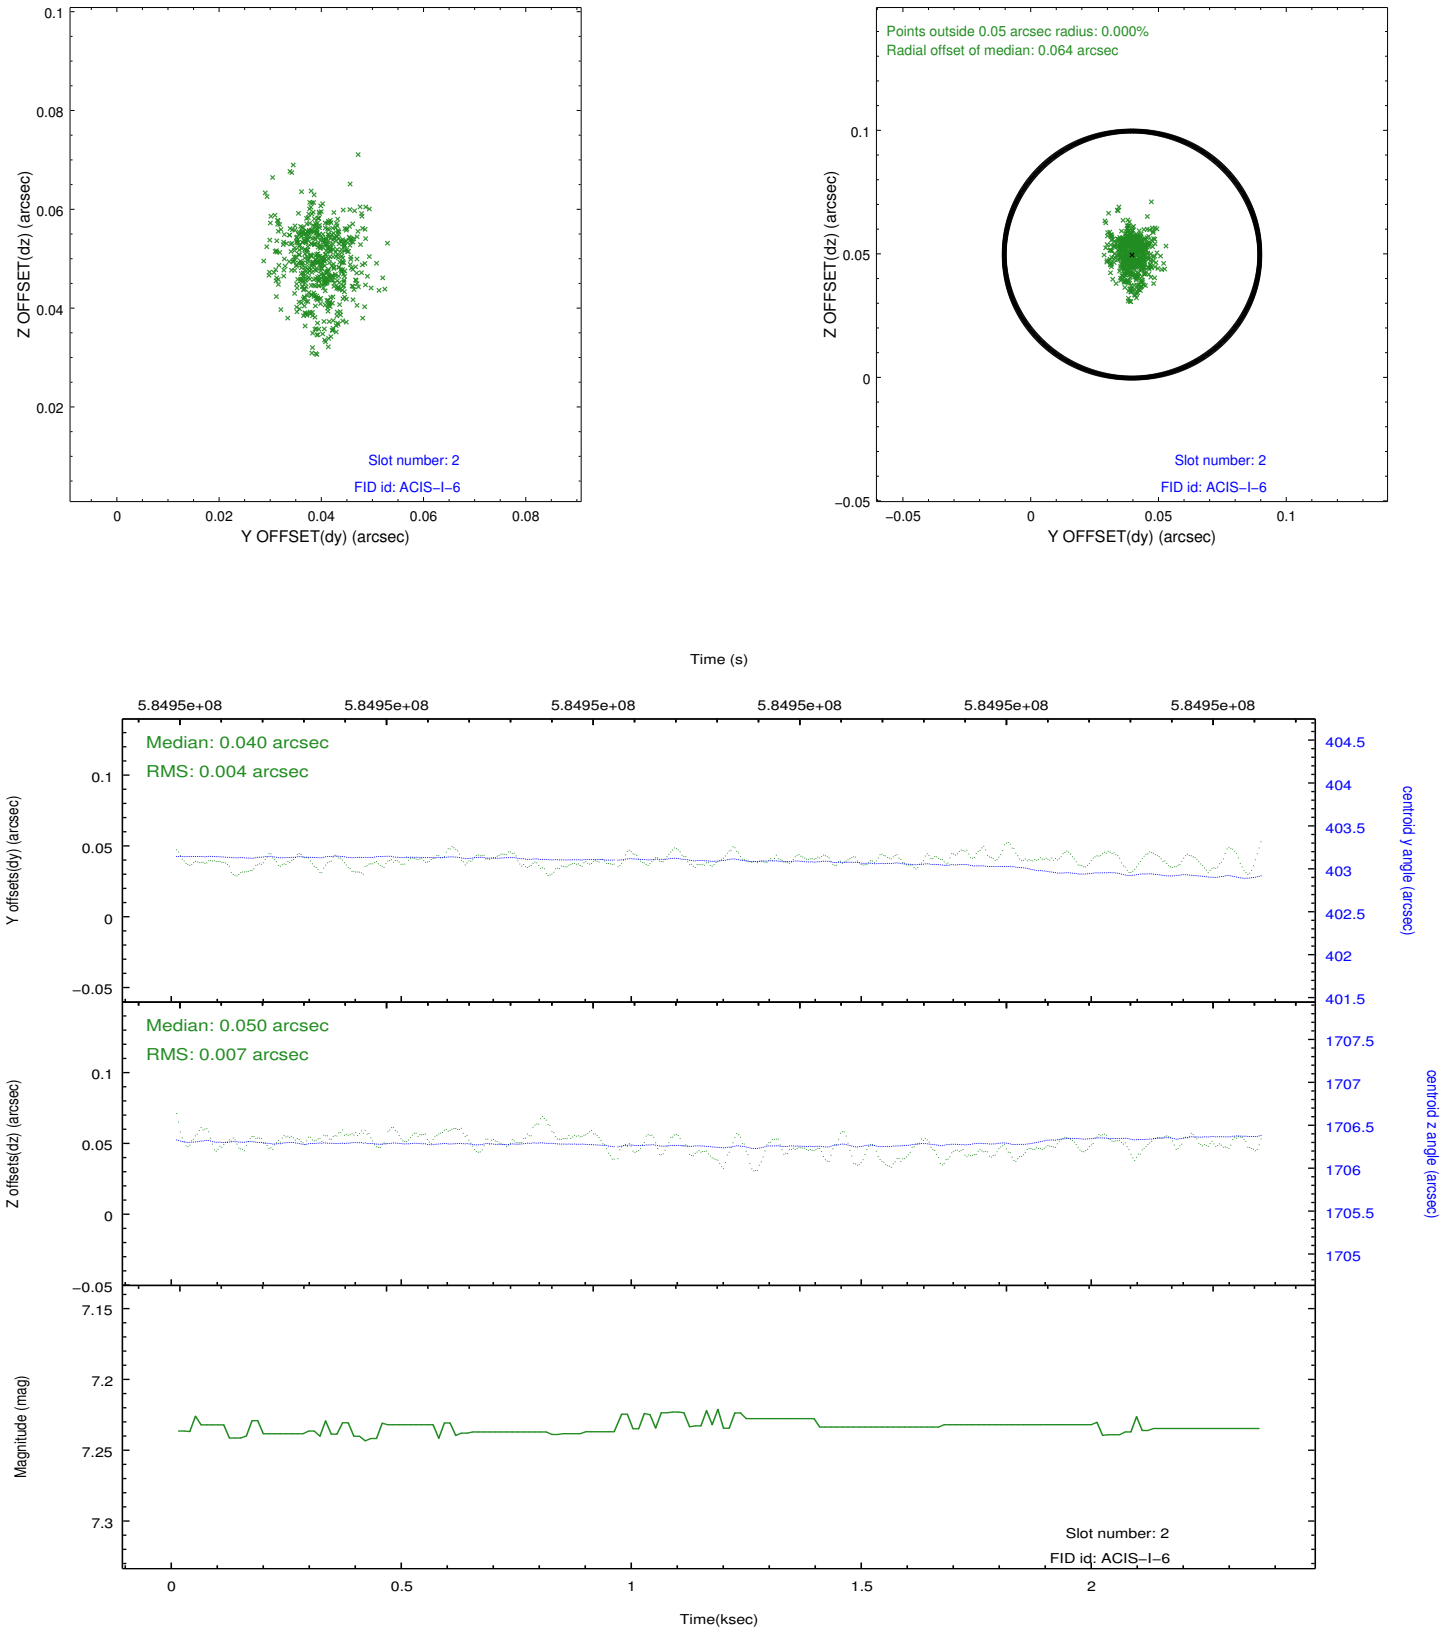 0.1
0.08
0.06
0.04
0.02
Z OFFSET(dz) (arcsec)
Slot number: 2
FID id: ACIS−I−6
0 0.02 0.04 0.06 0.08
Y OFFSET(dy) (arcsec)
Points outside 0.05 arcsec radius: 0.000%
Radial offset of median: 0.064 arcsec
0.1
0.05
0
−0.05
Z OFFSET(dz) (arcsec)
Slot number: 2
FID id: ACIS−I−6
−0.05 0 0.05 0.1
Y OFFSET(dy) (arcsec)
Time (s)
5.8495e+08 5.8495e+08 5.8495e+08 5.8495e+08 5.8495e+08 5.8495e+08
Median: 0.040 arcsec
RMS: 0.004 arcsec
0.1
0.05
0
−0.05
Y offsets(dy) (arcsec)
404.5
404
403.5
403
402.5
402
401.5
centroid y angle (arcsec)
Median: 0.050 arcsec
RMS: 0.007 arcsec
0.1
0.05
0
−0.05
Z offsets(dz) (arcsec)
1707.5
1707
1706.5
1706
1705.5
1705
centroid z angle (arcsec)
7.15
7.2
7.25
7.3
Magnitude (mag)
Slot number: 2
FID id: ACIS−I−6
0 0.5 1 1.5 2
Time(ksec)